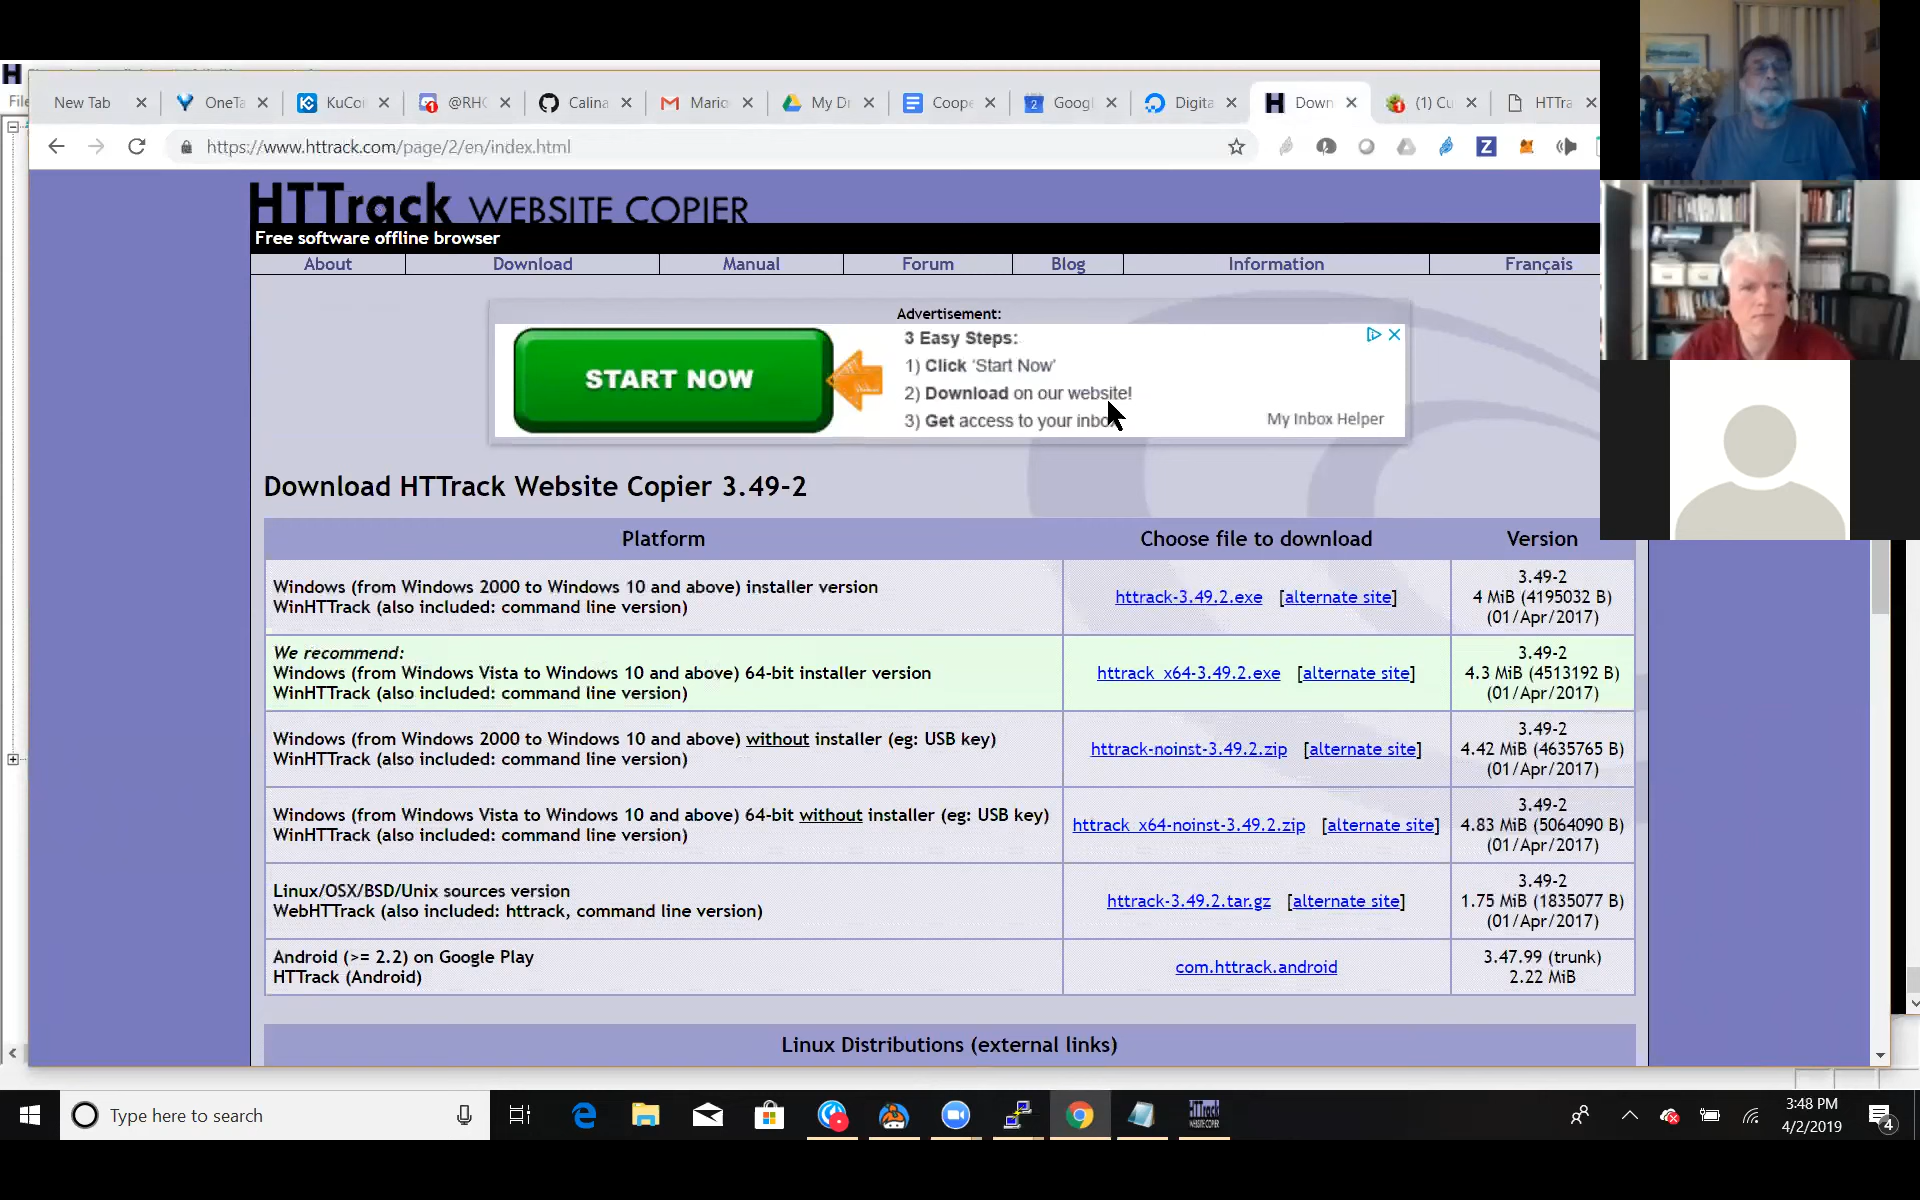 H
File
New Tab
OneTa
KuCoi
@RHC
Calina
Mario
My Dr
Coope
2 Googl
Digita
H Down
(1) Cu
HTTra
https://www.httrack.com/page/2/en/index.html
Z
HTTrack WEBSITE COPIER
Free software offline browser
About
Download
Manual
Forum
Blog
Information
Français
Advertisement:
START NOW
3 Easy Steps:
1) Click 'Start Now'
2) Download on our website!
3) Get access to your inbox
My Inbox Helper
Download HTTrack Website Copier 3.49-2
Platform
Choose file to download
Version
Windows (from Windows 2000 to Windows 10 and above) installer version
WinHTTrack (also included: command line version)
httrack-3.49.2.exe [alternate site]
3.49-2
4 MiB (4195032 B)
(01/Apr/2017)
We recommend:
Windows (from Windows Vista to Windows 10 and above) 64-bit installer version
WinHTTrack (also included: command line version)
httrack_x64-3.49.2.exe [alternate site]
3.49-2
4.3 MiB (4513192 B)
(01/Apr/2017)
Windows (from Windows 2000 to Windows 10 and above) without installer (eg: USB key)
WinHTTrack (also included: command line version)
httrack-noinst-3.49.2.zip [alternate site]
3.49-2
4.42 MiB (4635765 B)
(01/Apr/2017)
Windows (from Windows Vista to Windows 10 and above) 64-bit without installer (eg: USB key)
WinHTTrack (also included: command line version)
httrack_x64-noinst-3.49.2.zip [alternate site]
3.49-2
4.83 MiB (5064090 B)
(01/Apr/2017)
Linux/OSX/BSD/Unix sources version
WebHTTrack (also included: httrack, command line version)
httrack-3.49.2.tar.gz [alternate site]
3.49-2
1.75 MiB (1835077 B)
(01/Apr/2017)
Android (>= 2.2) on Google Play
HTTrack (Android)
com.httrack.android
3.47.99 (trunk)
2.22 MiB
Linux Distributions (external links)
Type here to search
HTTrack
WEBSITE COPIER
3:48 PM
4/2/2019
4